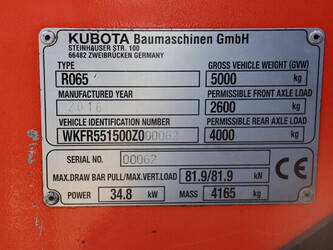 KUBOTA Baumaschinen GmbH
STEINHAUSER STR. 100
66482 ZWEIBRÜCKEN GERMANY
TYPE GROSS VEHICLE WEIGHT (GVW)
R065 5000 kg
MANUFACTURED YEAR PERMISSIBLE FRONT AXLE LOAD
2016 2600 kg
VEHICLE IDENTIFICATION NUMBER PERMISSIBLE REAR AXLE LOAD
WKFR551500Z000062 4000 kg
SERIAL NO. 00062
MAX.DRAW BAR PULL/MAX.VERT.LOAD 81.9/81.9 kN
POWER 34.8 kW MASS 4165 kg
CE